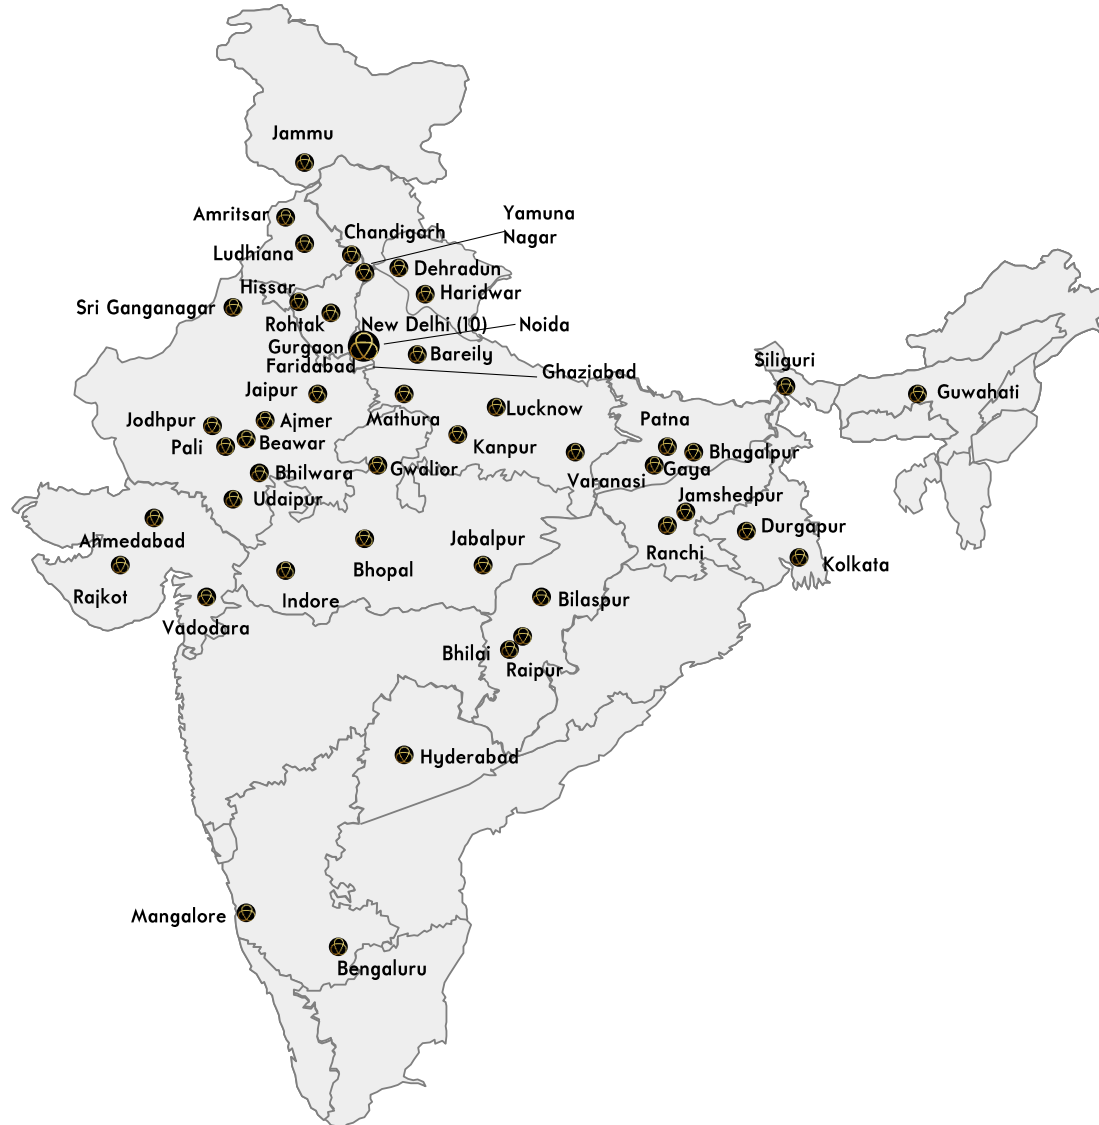 Jammu
Amritsar
Yamuna
Nagar
Chandigarh
Ludhiana
Dehradun
Hissar
Haridwar
Sri Ganganagar
Rohtak
New Delhi (10)
Noida
Gurgaon
Bareily
Faridabad
Ghaziabad
Siliguri
Jaipur
Guwahati
Lucknow
Mathura
Jodhpur
Ajmer
Patna
Pali
Beawar
Kanpur
Bhagalpur
Gwalior
Gaya
Bhilwara
Varanasi
Udaipur
Jamshedpur
Durgapur
Ahmedabad
Jabalpur
Ranchi
Bhopal
Kolkata
Rajkot
Indore
Bilaspur
Vadodara
Bhilai
Raipur
Hyderabad
Mangalore
Bengaluru